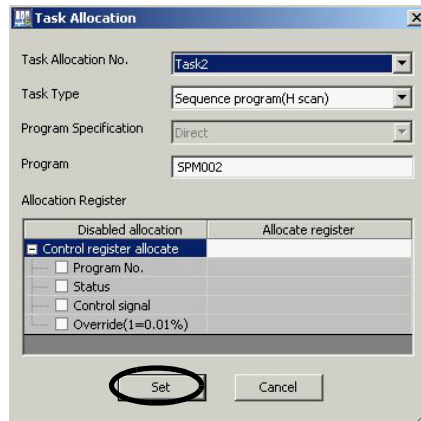 Task Allocation
Task Allocation No. Task2
Task Type Sequence program(H scan)
Program Specification Direct
Program SPM002
Allocation Register
Disabled allocation Allocate register
Control register allocate
Program No.
Status
Control signal
Override(1=0.01%)
Set Cancel